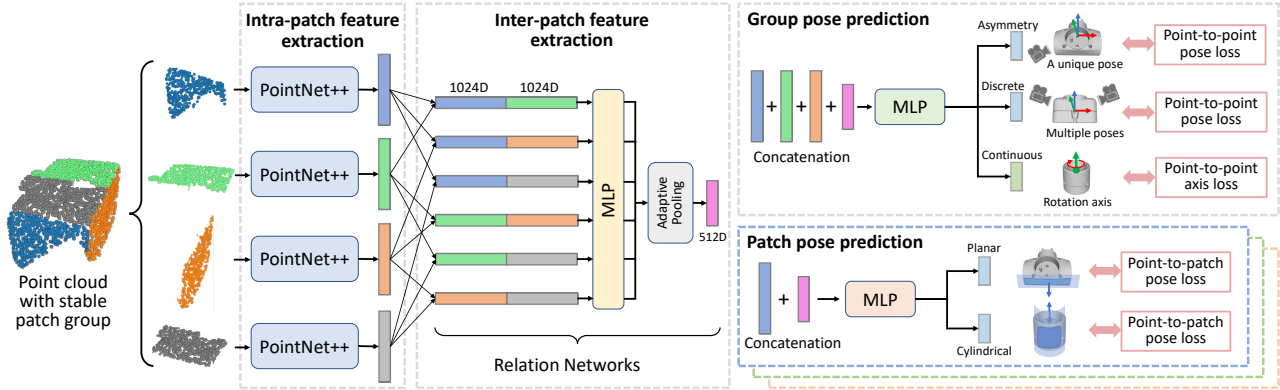 Point cloud
with stable
patch group
Intra-patch feature
extraction
PointNet++
PointNet++
PointNet++
PointNet++
Inter-patch feature
extraction
1024D 1024D
MLP
Adaptive
Pooling
512D
Relation Networks
Group pose prediction
+ + +
Concatenation
MLP
Asymmetry
A unique pose
Point-to-point
pose loss
Discrete
Multiple poses
Point-to-point
pose loss
Continuous
Rotation axis
Point-to-point
axis loss
Patch pose prediction
+
Concatenation
MLP
Planar
Point-to-patch
pose loss
Cylindrical
Point-to-patch
pose loss